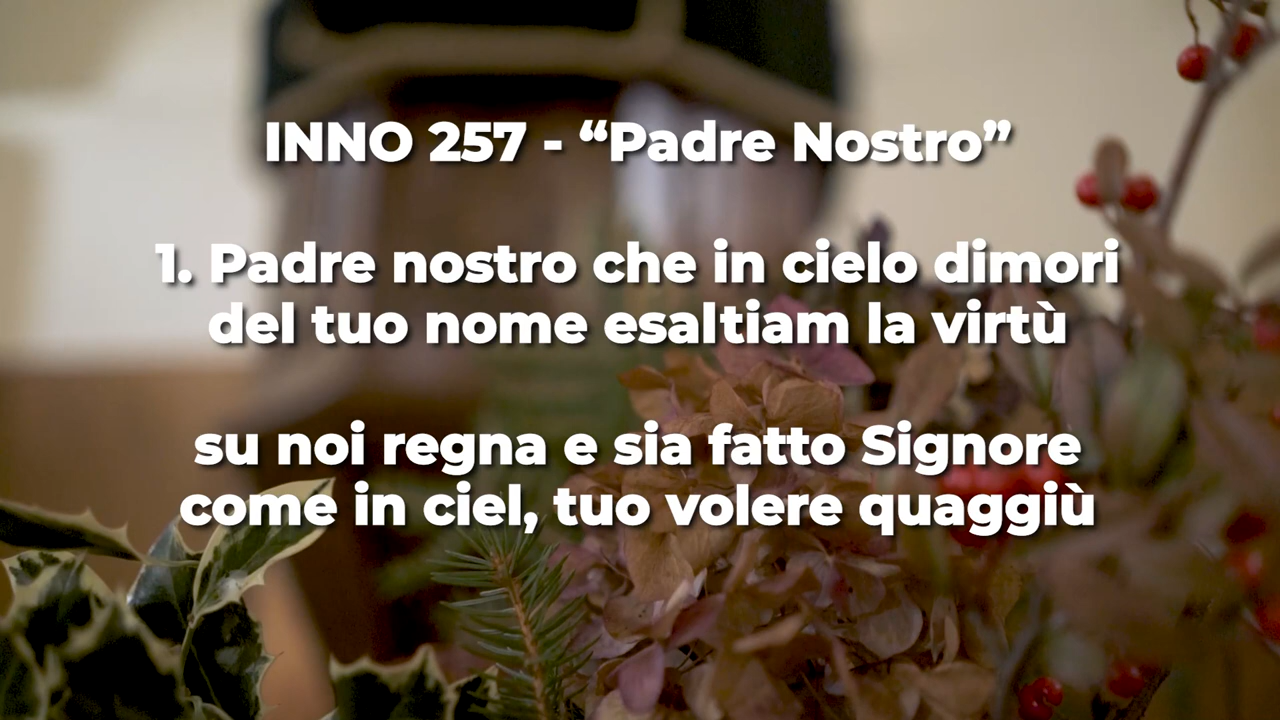 INNO 257 - “Padre Nostro”
1. Padre nostro che in cielo dimori
del tuo nome esaltiam la virtù
su noi regna e sia fatto Signore
come in ciel, tuo volere quaggiù